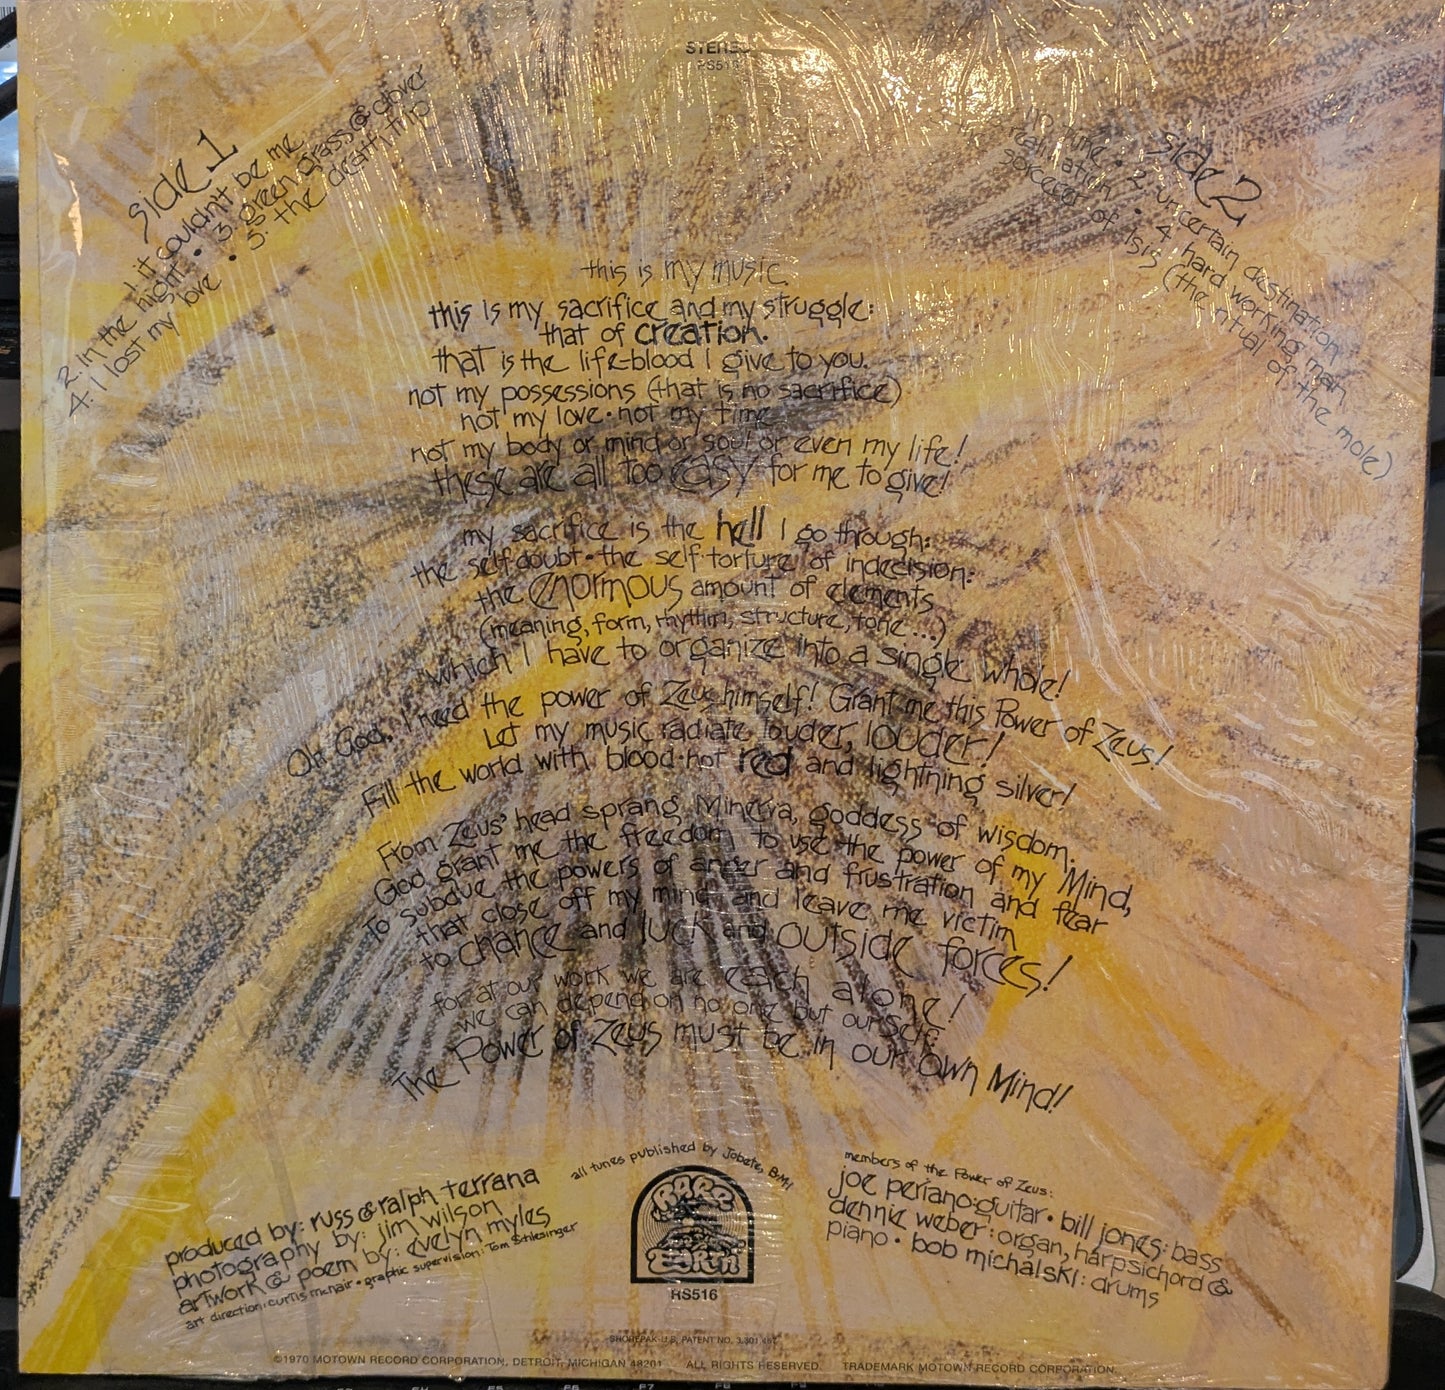 STEREO
RS516
side 1
1. it couldn't be me
2. In the night • 3. green grass & clover
4. I lost my love • 5. the death trip
side 2
no time • 2. uncertain destination
realization • 4. hard working man
sorcerer of Isis (the ritual of the mole)
this is my music.
this is my sacrifice and my struggle:
that of creation.
that is the life-blood I give to you.
not my possessions (that is no sacrifice)
not my love • not my time
not my body or mind or soul or even my life!
these are all too easy for me to give!
my sacrifice is the hell I go through:
the self-doubt • the self-torture of indecision:
the enormous amount of elements
(meaning, form, rhythm, structure, tone...)
which I have to organize into a single whole!
Oh God, I need the power of Zeus himself! Grant me this Power of Zeus!
Let my music radiate louder, louder!
Fill the world with blood-hot red and lightning silver!
From Zeus' head sprang Minerva, goddess of wisdom.
God grant me the freedom to use the power of my Mind,
To subdue the powers of anger and frustration and fear
that close off my mind and leave me victim
to chance and luck and outside forces!
for at our work we are each alone!
we can depend on no one but our self:
The Power of Zeus must be in our own Mind!
produced by: russ & ralph terrana
photography by: jim wilson
artwork & poem by: evelyn myles
art direction: curtis mcnair • graphic supervision: Tom Schlesinger
all tunes published by Jobete, BMI
RARE EARTH
RS516
members of the Power of Zeus:
joe periano: guitar • bill jones: bass
dennie weber: organ, harpsichord &
piano • bob michalski: drums
SHOREPAK-U.S. PATENT NO. 3,301,467
©1970 MOTOWN RECORD CORPORATION, DETROIT, MICHIGAN 48201 ALL RIGHTS RESERVED. TRADEMARK MOTOWN RECORD CORPORATION.
F5 F6 F7 F8